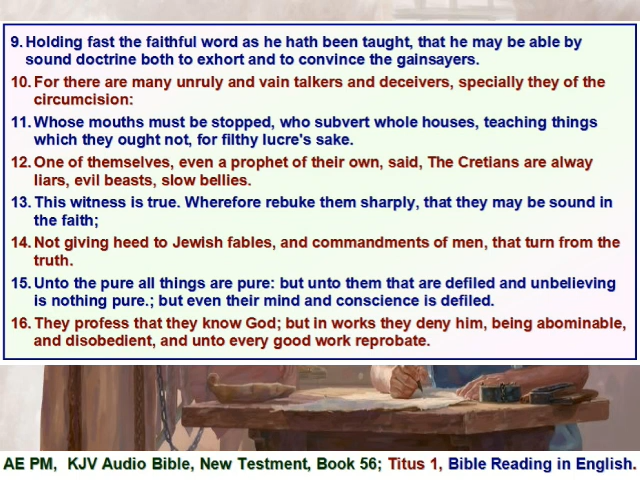 9. Holding fast the faithful word as he hath been taught, that he may be able by
sound doctrine both to exhort and to convince the gainsayers.
10. For there are many unruly and vain talkers and deceivers, specially they of the
circumcision:
11. Whose mouths must be stopped, who subvert whole houses, teaching things
which they ought not, for filthy lucre's sake.
12. One of themselves, even a prophet of their own, said, The Cretians are alway
liars, evil beasts, slow bellies.
13. This witness is true. Wherefore rebuke them sharply, that they may be sound in
the faith;
14. Not giving heed to Jewish fables, and commandments of men, that turn from the
truth.
15. Unto the pure all things are pure: but unto them that are defiled and unbelieving
is nothing pure.; but even their mind and conscience is defiled.
16. They profess that they know God; but in works they deny him, being abominable,
and disobedient, and unto every good work reprobate.
AE PM, KJV Audio Bible, New Testment, Book 56; Titus 1, Bible Reading in English.